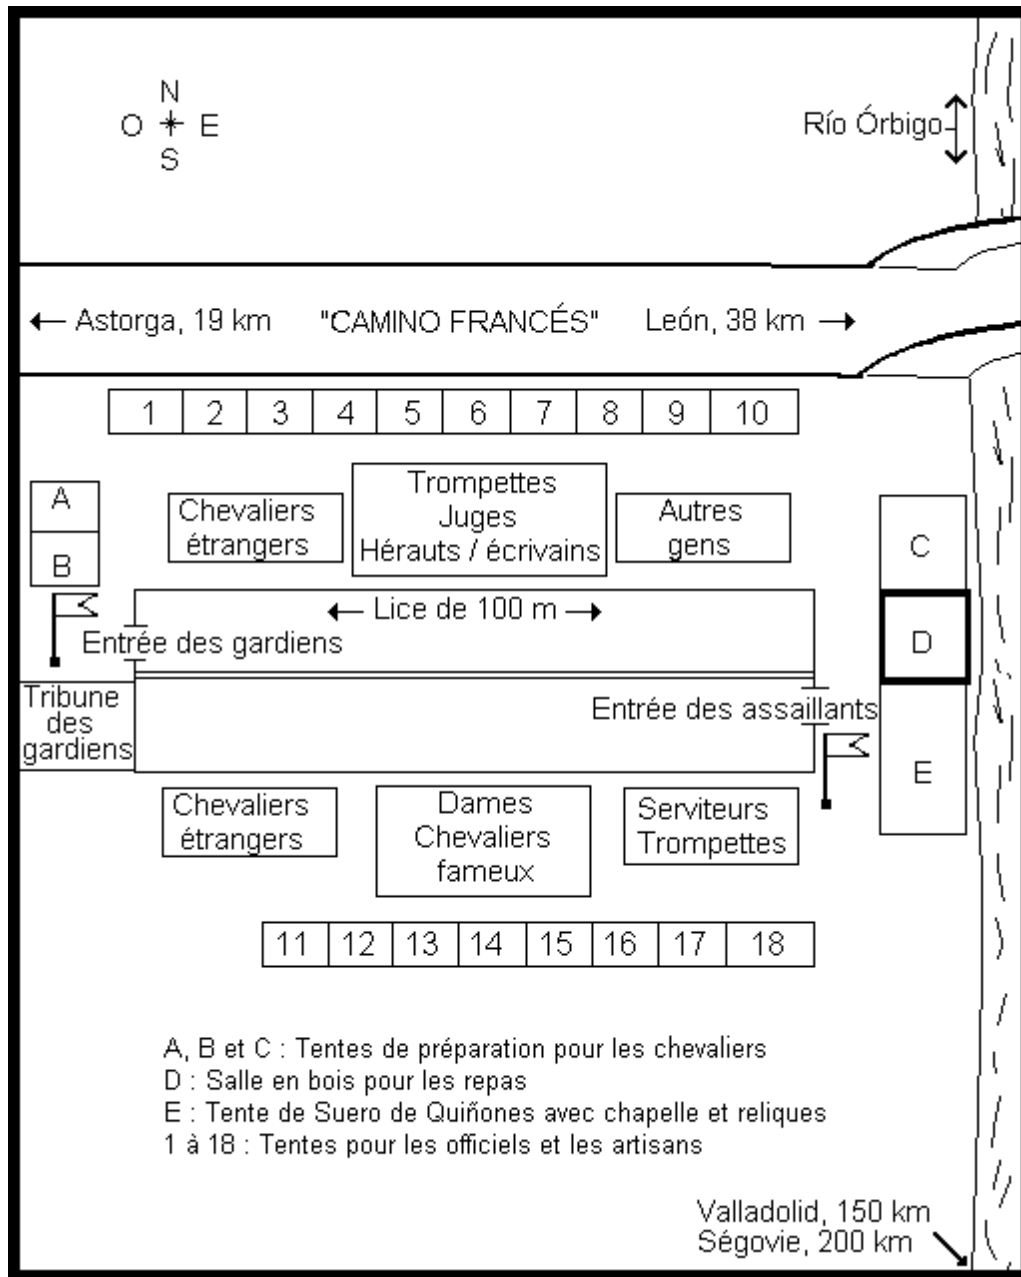 N
O E
S
Río Órbigo
Astorga, 19 km "CAMINO FRANCÉS" León, 38 km
1 2 3 4 5 6 7 8 9 10
A
B
Chevaliers
étrangers
Trompettes
Juges
Hérauts / écrivains
Autres
gens
C
D
E
Lice de 100 m
Entrée des gardiens
Tribune
des
gardiens
Entrée des assaillants
Chevaliers
étrangers
Dames
Chevaliers
fameux
Serviteurs
Trompettes
11 12 13 14 15 16 17 18
A, B et C : Tentes de préparation pour les chevaliers
D : Salle en bois pour les repas
E : Tente de Suero de Quiñones avec chapelle et reliques
1 à 18 : Tentes pour les officiels et les artisans
Valladolid, 150 km
Ségovie, 200 km